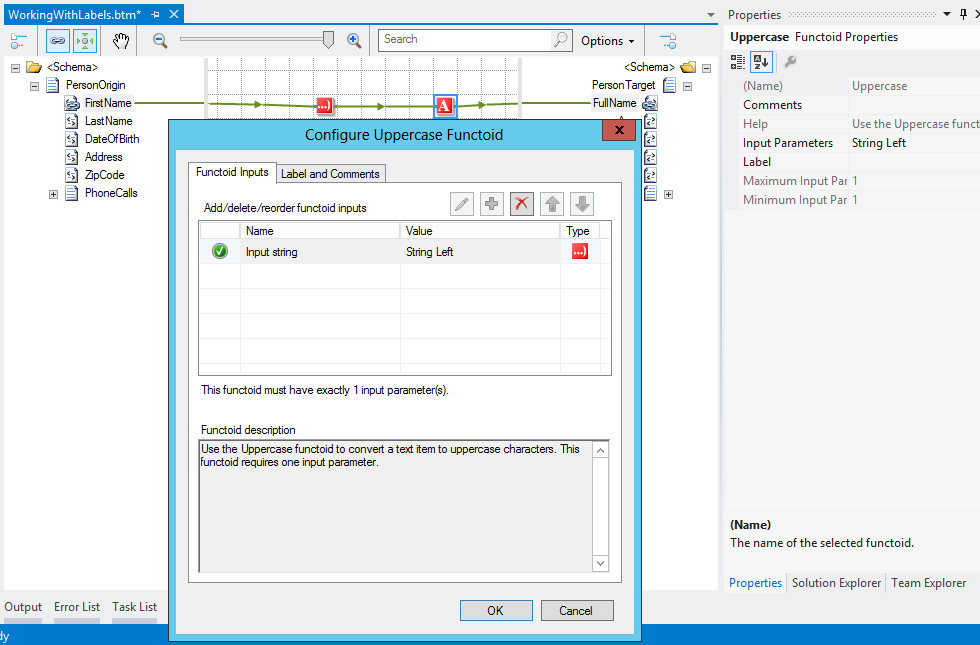 WorkingWithLabels.btm*
Search
Options
<Schema>
PersonOrigin
FirstName
LastName
DateOfBirth
Address
ZipCode
PhoneCalls
A
<Schema>
PersonTarget
FullName
Configure Uppercase Functoid
x
Functoid Inputs
Label and Comments
Add/delete/reorder functoid inputs
Name Value Type
Input string String Left
This functoid must have exactly 1 input parameter(s).
Functoid description
Use the Uppercase functoid to convert a text item to uppercase characters. This
functoid requires one input parameter.
OK
Cancel
Output
Error List
Task List
dy
Properties
Uppercase Functoid Properties
(Name) Uppercase
Comments
Help Use the Uppercase funct
Input Parameters String Left
Label
Maximum Input Par 1
Minimum Input Par 1
(Name)
The name of the selected functoid.
Properties
Solution Explorer
Team Explorer